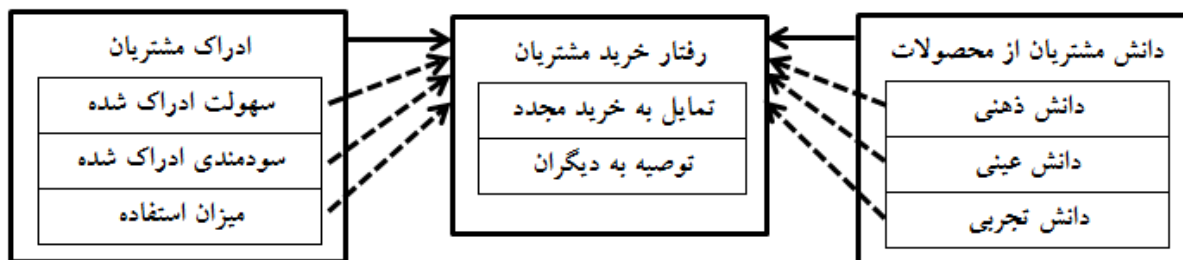 دانش مشتریان از محصولات
دانش ذهنی
دانش عینی
دانش تجربی
رفتار خرید مشتریان
تمایل به خرید مجدد
توصیه به دیگران
ادراک مشتریان
سهولت ادراک شده
سودمندی ادراک شده
میزان استفاده